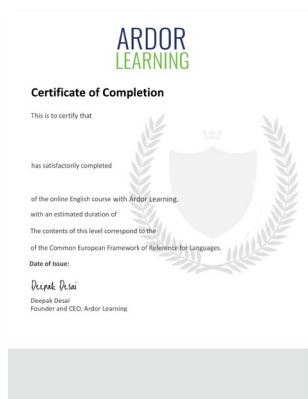 ARDOR
LEARNING
Certificate of Completion
This is to certify that
has satisfactorily completed
of the online English course with Ardor Learning.
with an estimated duration of
The contents of this level correspond to the
of the Common European Framework of Reference for Languages.
Date of Issue:
Deepak Desai
Deepak Desai
Founder and CEO, Ardor Learning